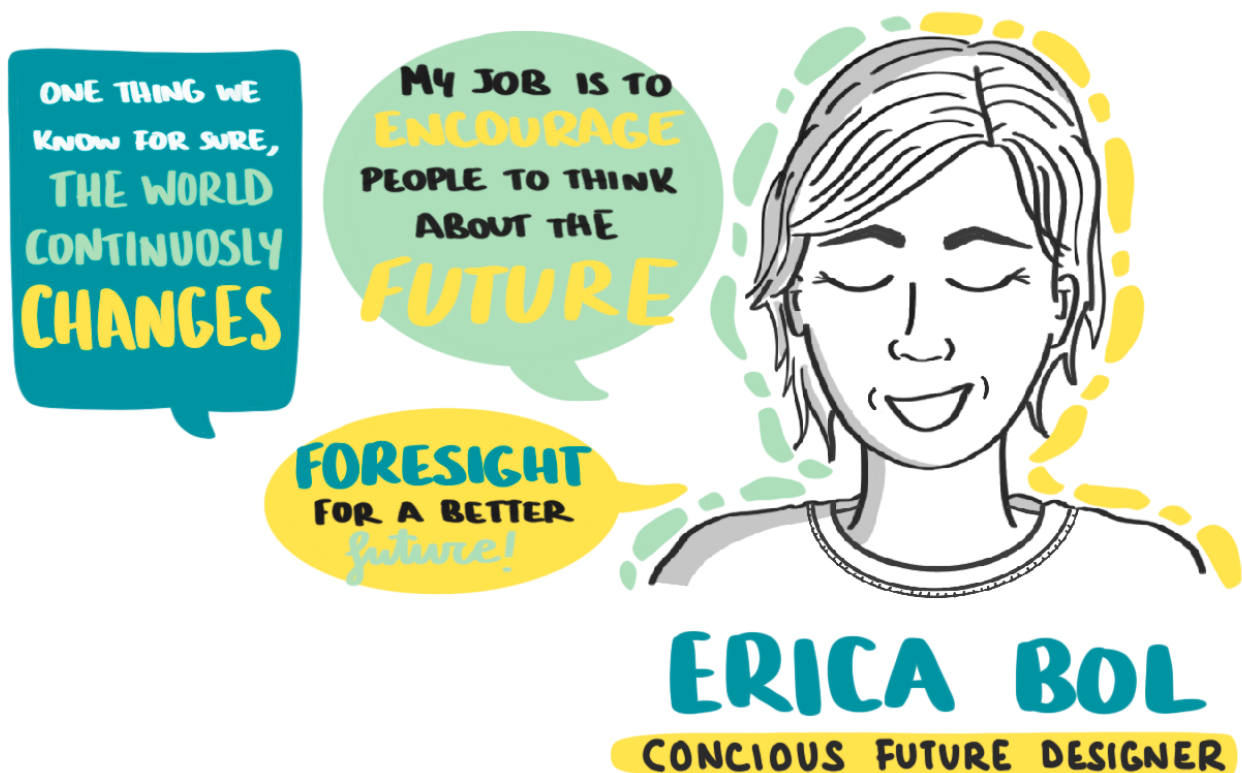 ONE THING WE
KNOW FOR SURE,
THE WORLD
CONTINUOSLY
CHANGES
MY JOB IS TO
ENCOURAGE
PEOPLE TO THINK
ABOUT THE
FUTURE
FORESIGHT
FOR A BETTER
future!
ERICA BOL
CONCIOUS FUTURE DESIGNER